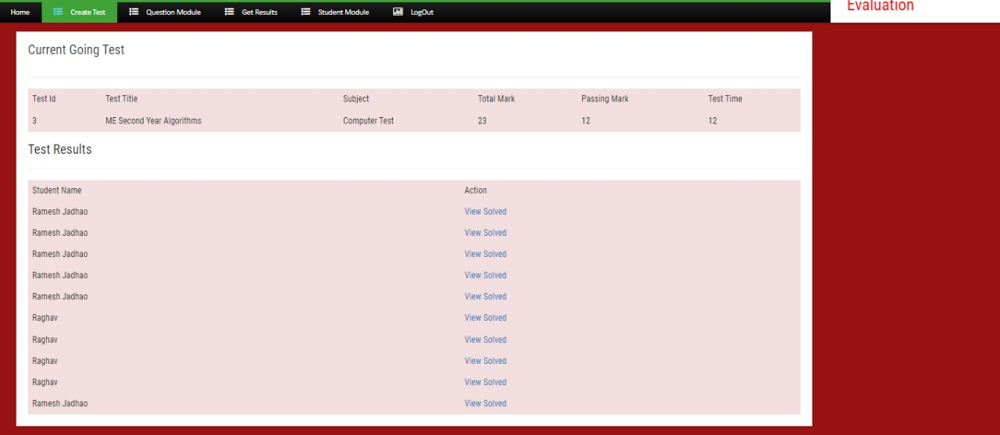 Evaluation
Home Create Test Question Module Get Results Student Module LogOut
Current Going Test
Test Id Test Title Subject Total Mark Passing Mark Test Time
3 ME Second Year Algorithms Computer Test 23 12 12
Test Results
Student Name Action
Ramesh Jadhao View Solved
Ramesh Jadhao View Solved
Ramesh Jadhao View Solved
Ramesh Jadhao View Solved
Ramesh Jadhao View Solved
Raghav View Solved
Raghav View Solved
Raghav View Solved
Raghav View Solved
Ramesh Jadhao View Solved